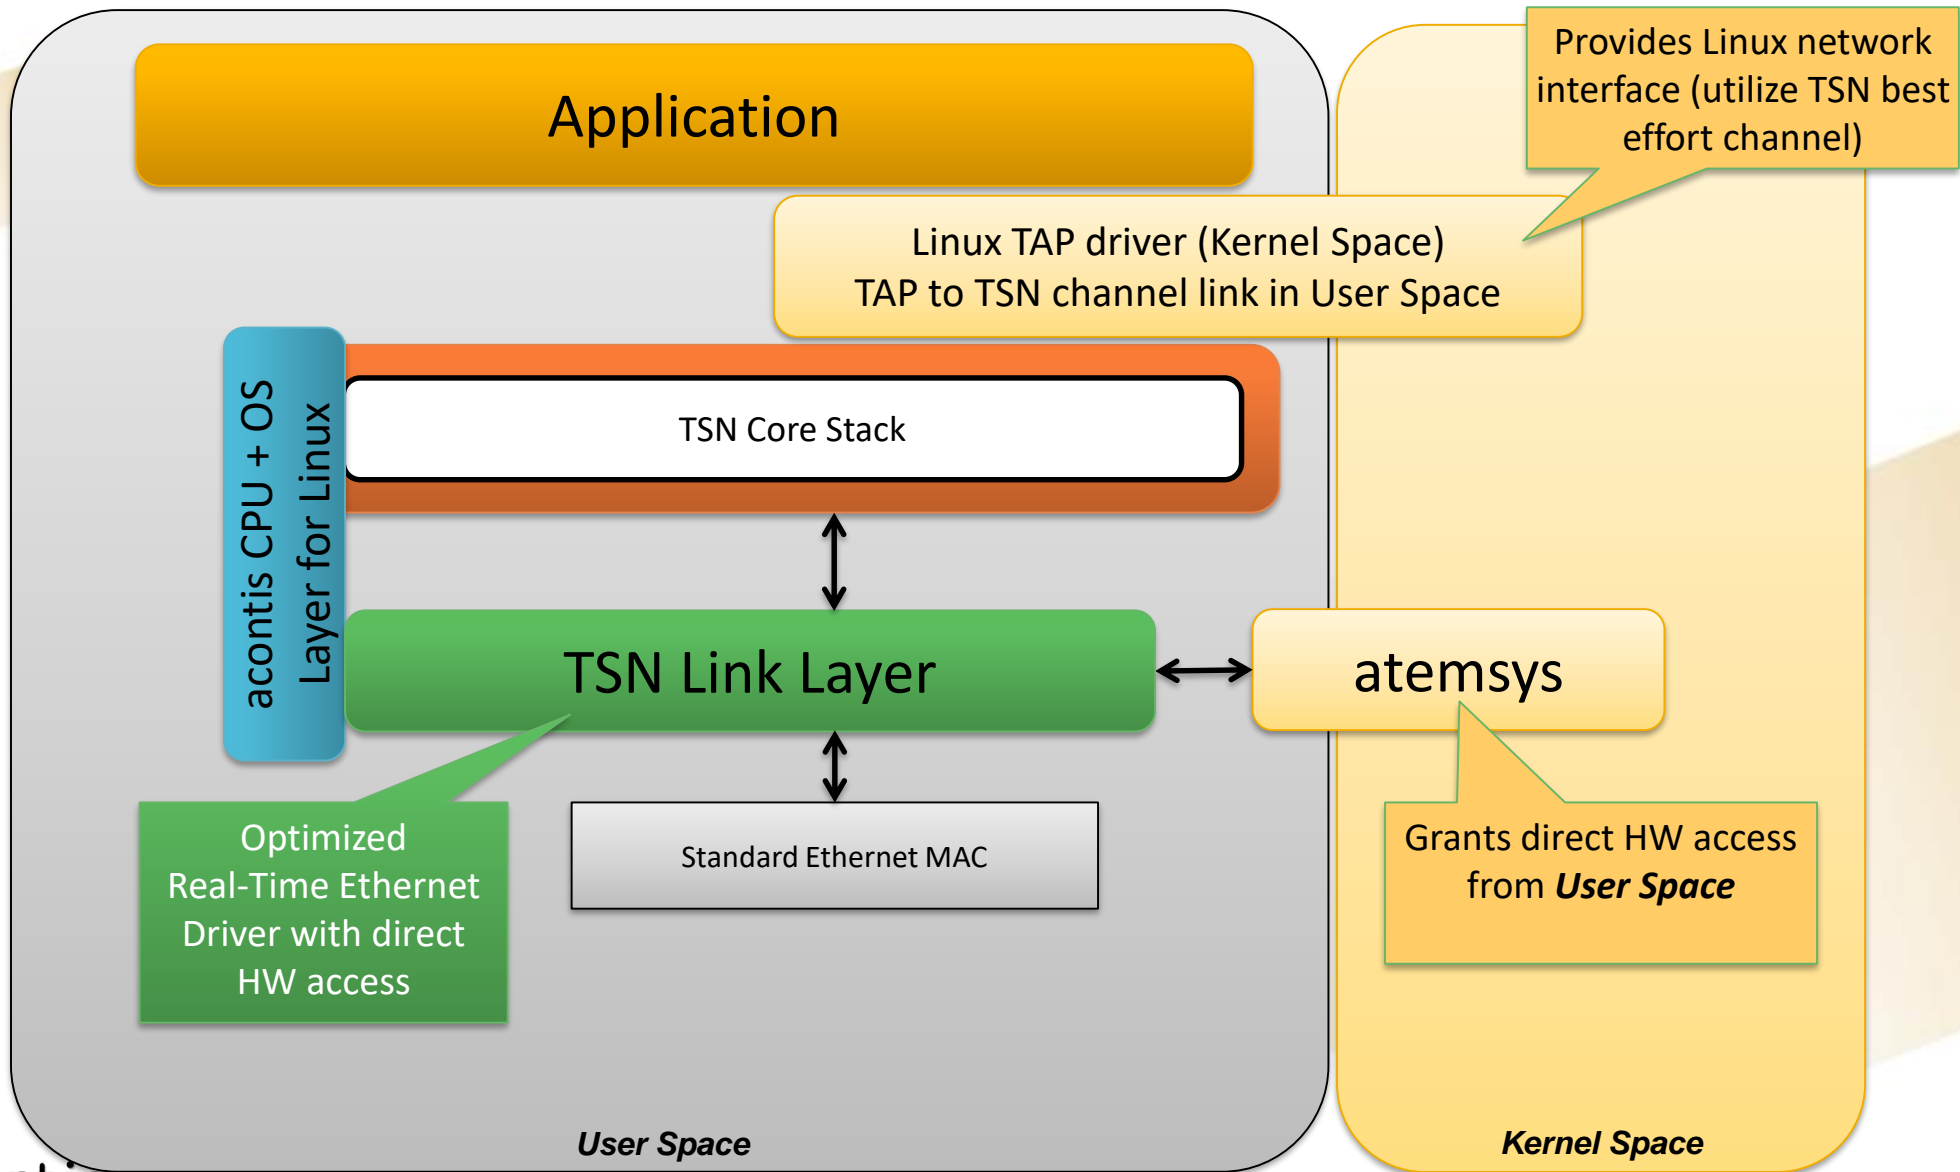 Application
Provides Linux network
interface (utilize TSN best
effort channel)
Linux TAP driver (Kernel Space)
TAP to TSN channel link in User Space
acontis CPU + OS
Layer for Linux
TSN Core Stack
TSN Link Layer
atemsys
Optimized
Real-Time Ethernet
Driver with direct
HW access
Standard Ethernet MAC
Grants direct HW access
from User Space
User Space
Kernel Space